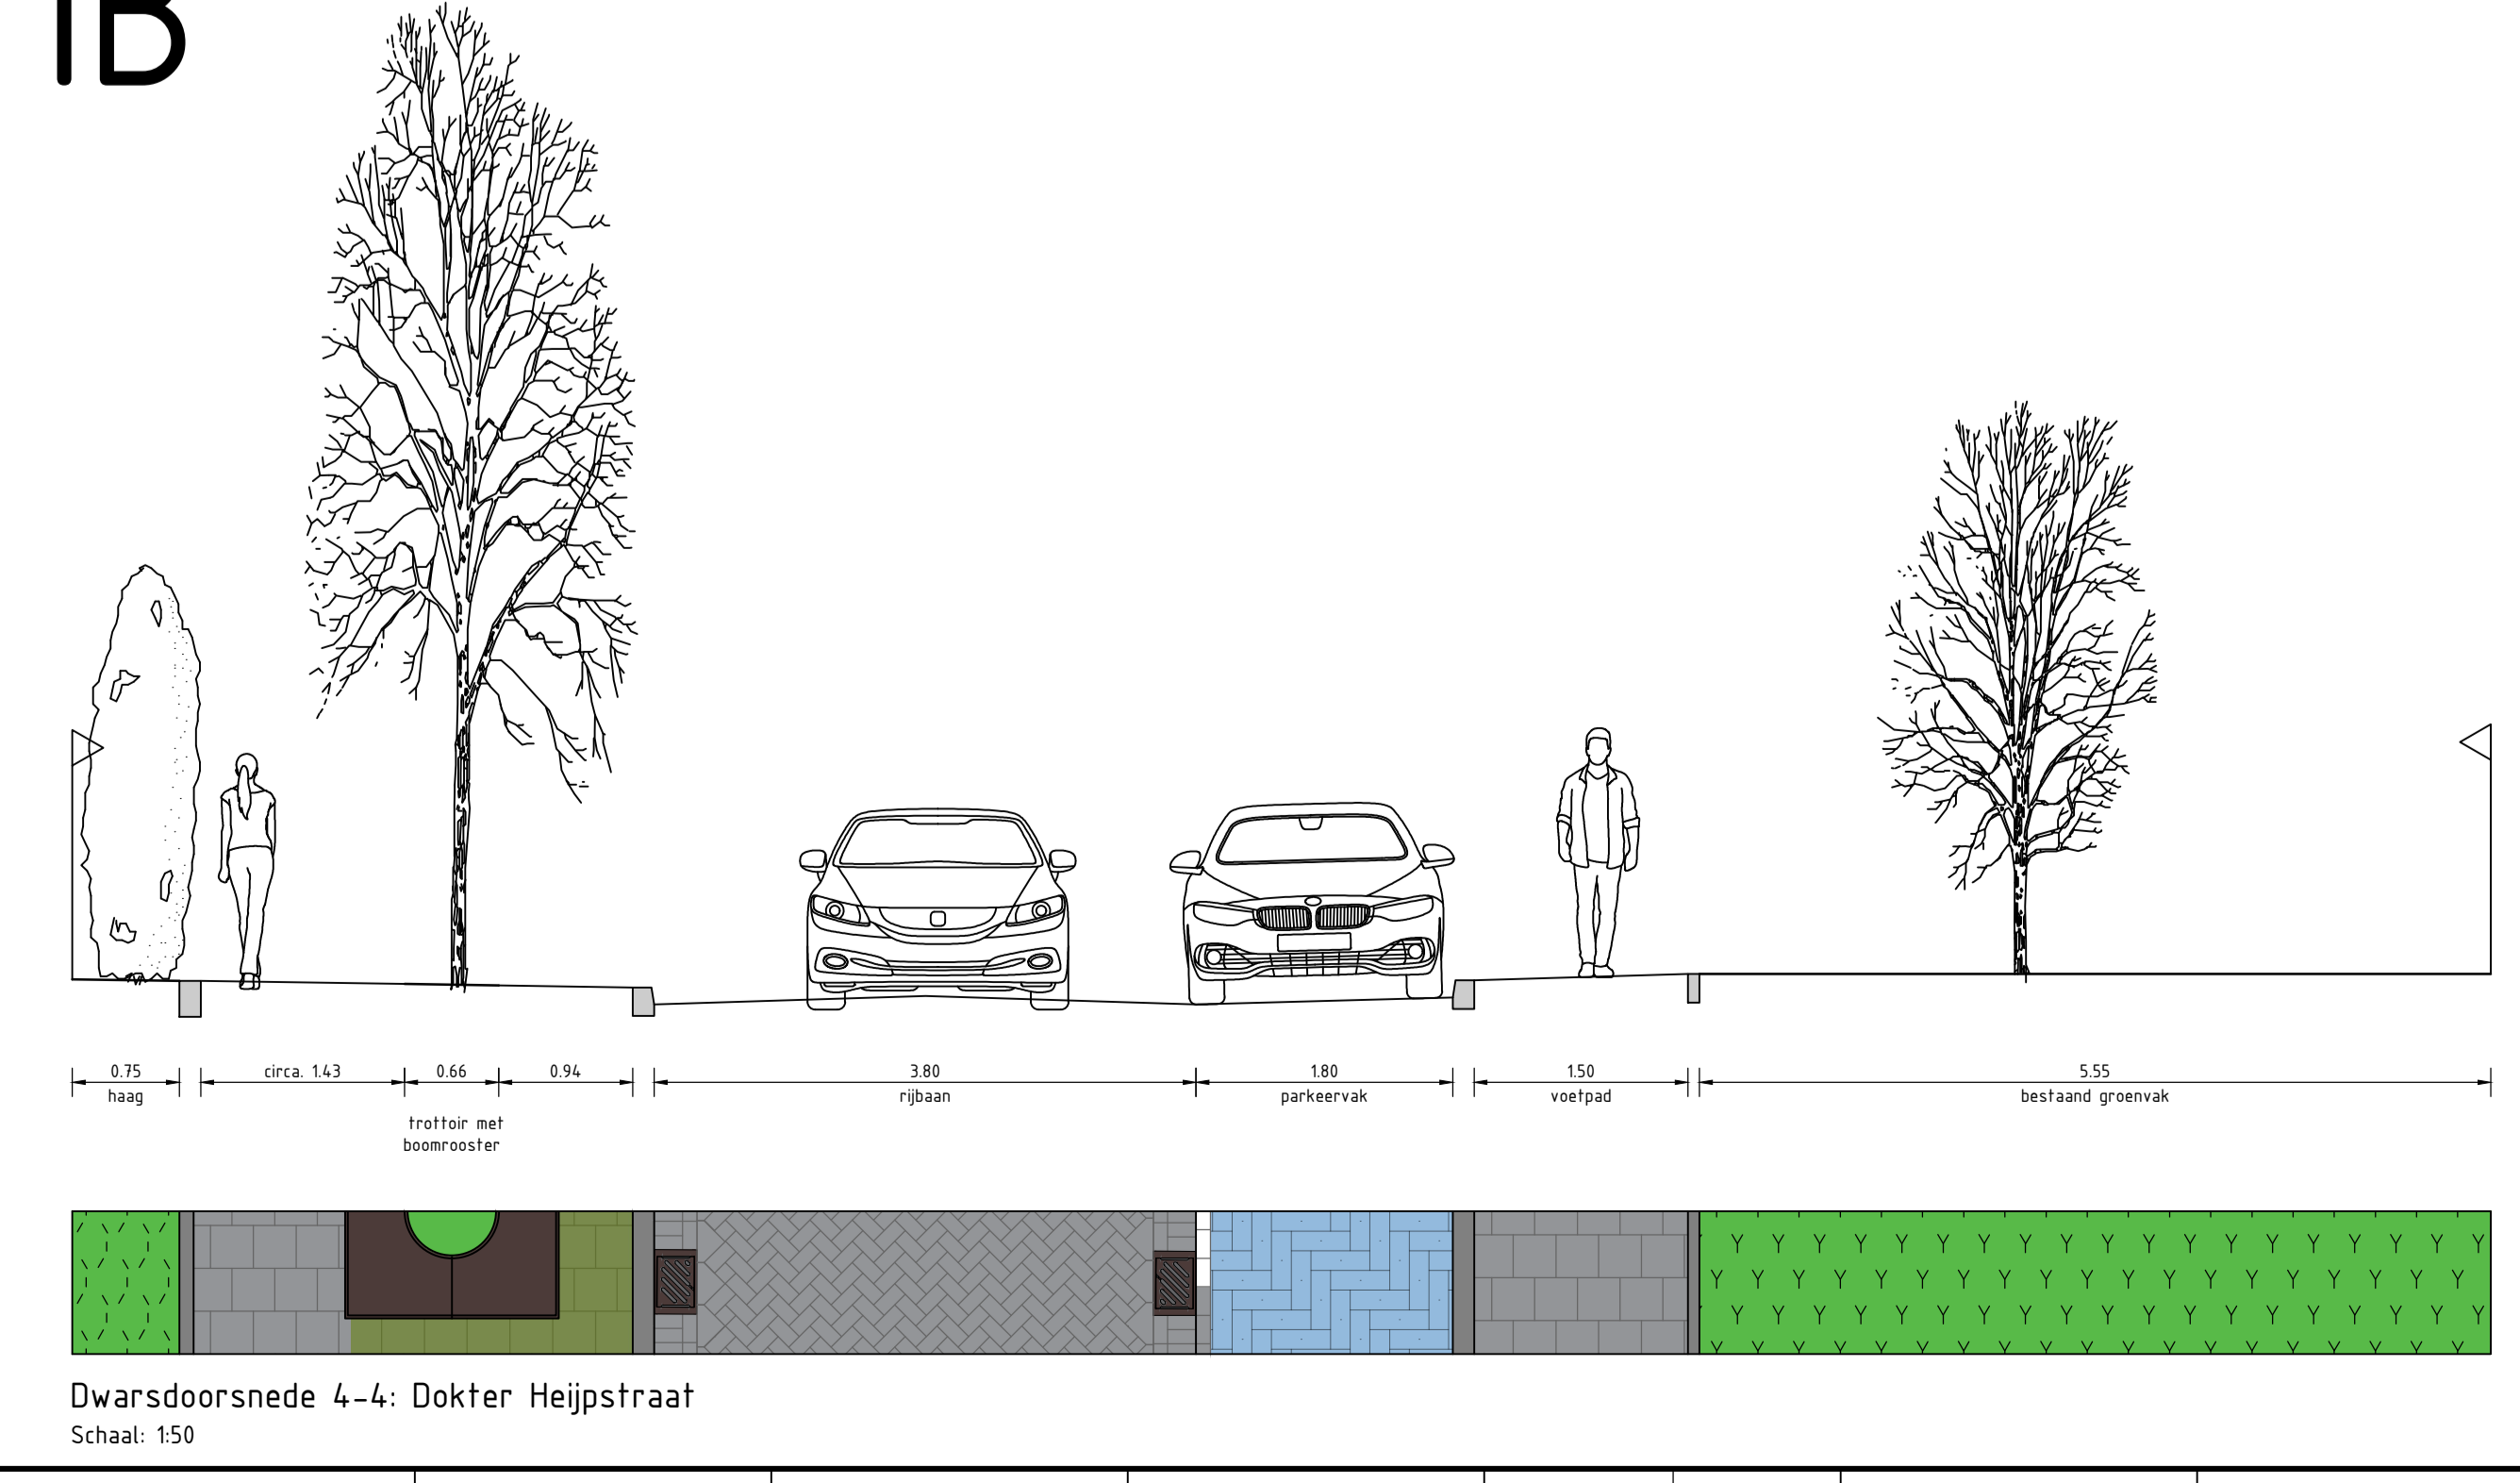 1B
0.75 circa. 1.43 0.66 0.94 3.80 1.80 1.50 5.55
haag rijbaan parkeervak voetpad bestaand groenvak
trottoir met
boomrooster
Dwarsdoorsnede 4-4: Dokter Heijpstraat
Schaal: 1:50